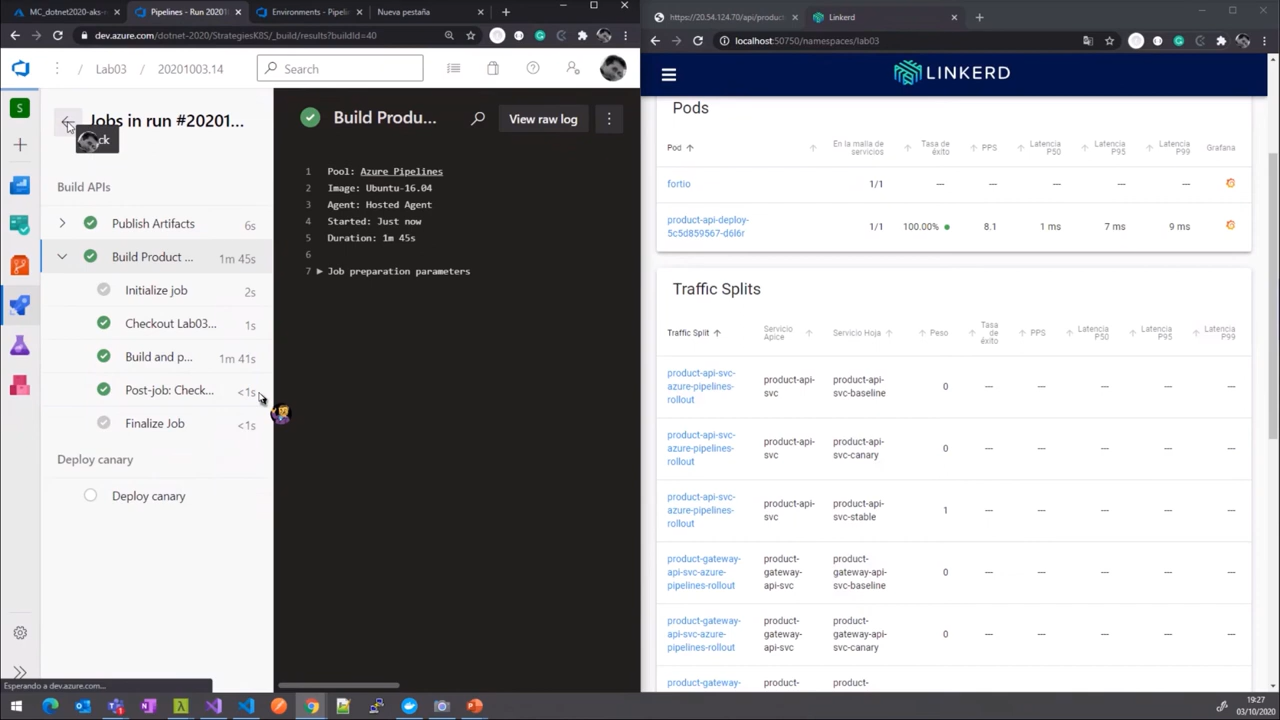 MC_dotnet2020-aks-
Pipelines - Run 20201
Environments - Pipelin
Nueva pestaña
dev.azure.com/dotnet-2020/StrategiesK8S/_build/results?buildId=40
Lab03
20201003.14
Search
S
Jobs in run #20201...
ck
Build APIs
Publish Artifacts 6s
Build Product ... 1m 45s
Initialize job 2s
Checkout Lab03... 1s
Build and p... 1m 41s
Post-job: Check... <1s
Finalize Job <1s
Deploy canary
Deploy canary
Esperando a dev.azure.com...
Build Produ...
View raw log
1 Pool: Azure Pipelines
2 Image: Ubuntu-16.04
3 Agent: Hosted Agent
4 Started: Just now
5 Duration: 1m 45s
6
7 Job preparation parameters
https://20.54.124.70/api/produc
Linkerd
localhost:50750/namespaces/lab03
LINKERD
Pods
Pod
En la malla de servicios
Tasa de éxito
PPS
Latencia P50
Latencia P95
Latencia P99
Grafana
fortio 1/1 --- --- --- --- ---
product-api-deploy-
5c5d859567-d6l6r
1/1 100.00% 8.1 1 ms 7 ms 9 ms
Traffic Splits
Traffic Split
Servicio Apice
Servicio Hoja
Peso
Tasa de éxito
PPS
Latencia P50
Latencia P95
Latencia P99
product-api-svc-
azure-pipelines-
rollout
product-api-
svc
product-api-
svc-baseline
0 --- --- --- --- ---
product-api-svc-
azure-pipelines-
rollout
product-api-
svc
product-api-
svc-canary
0 --- --- --- --- ---
product-api-svc-
azure-pipelines-
rollout
product-api-
svc
product-api-
svc-stable
1 --- --- --- --- ---
product-gateway-
api-svc-azure-
pipelines-rollout
product-
gateway-
api-svc
product-
gateway-api-
svc-baseline
0 --- --- --- --- ---
product-gateway-
api-svc-azure-
pipelines-rollout
product-
gateway-
api-svc
product-
gateway-api-
svc-canary
0 --- --- --- --- ---
product-gateway-
product-
product-
19:27
03/10/2020